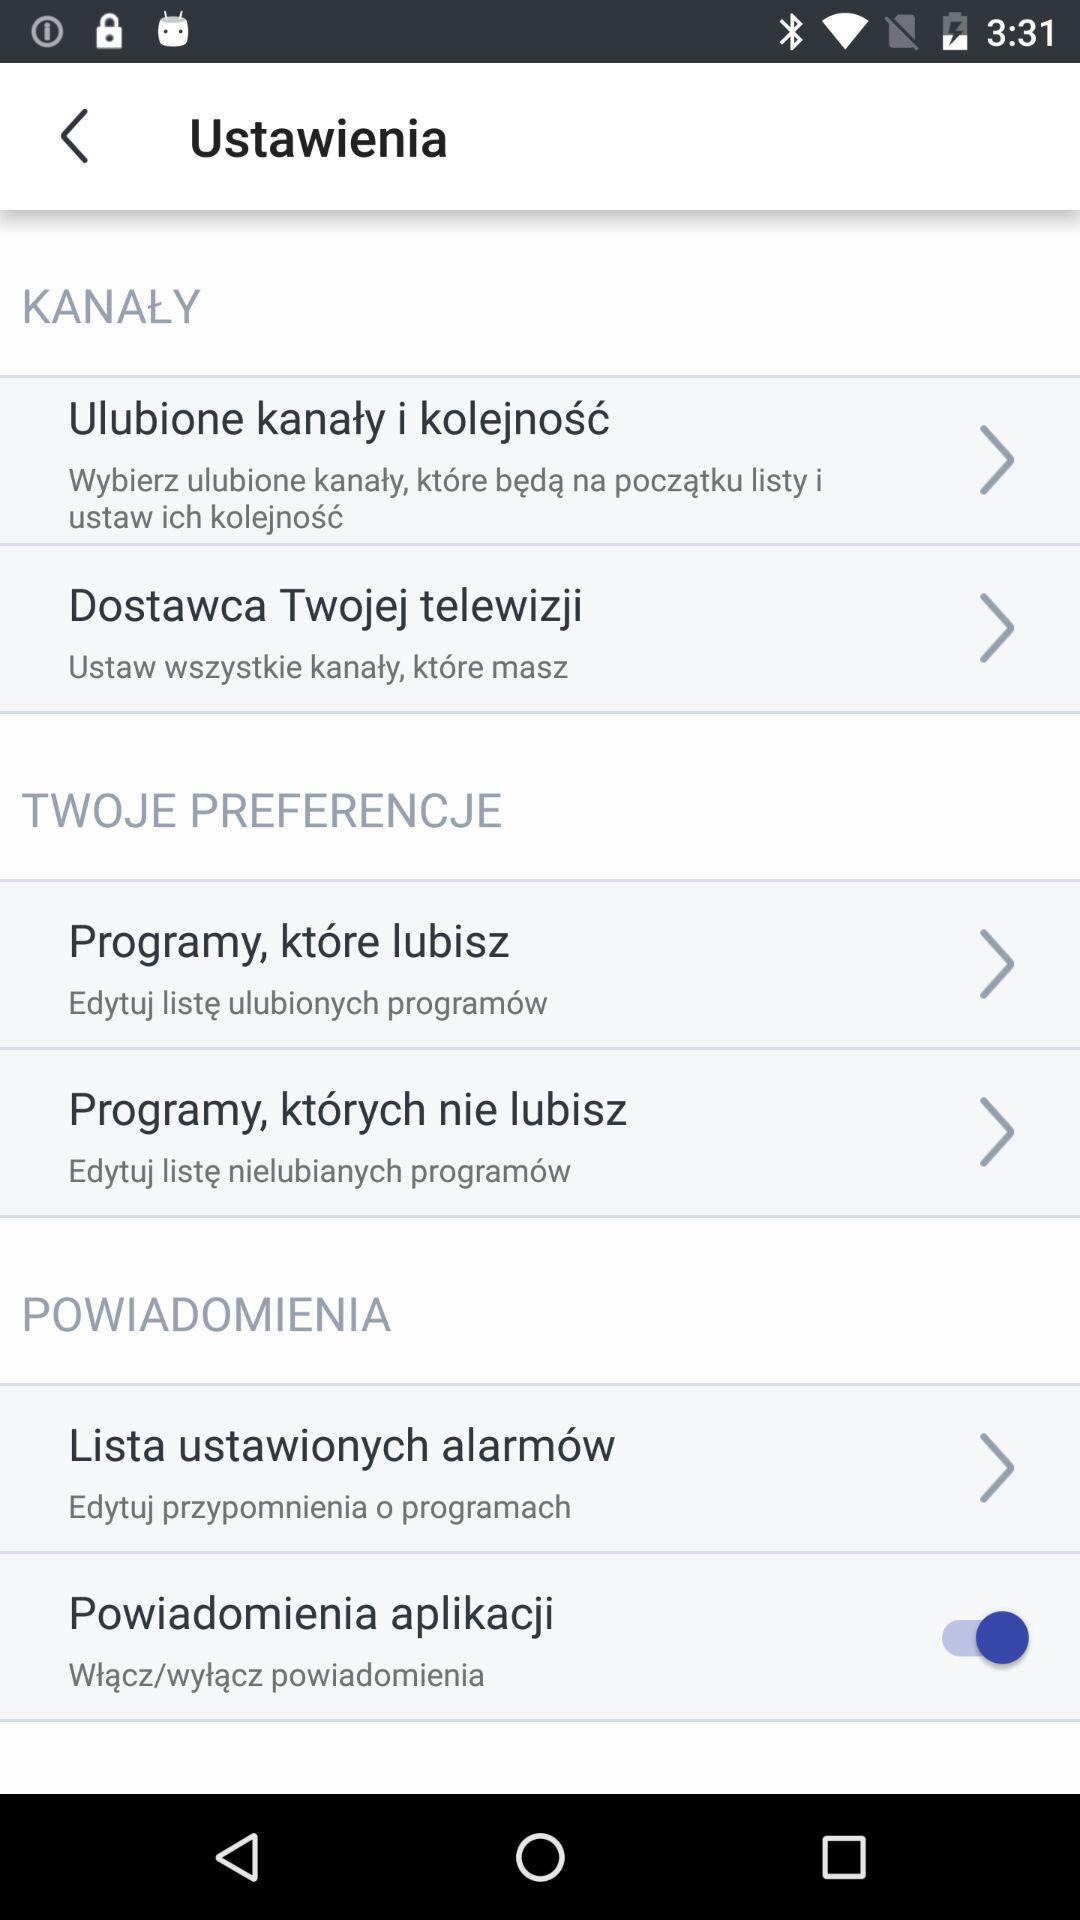 3:31
Ustawienia
KANAŁY
Ulubione kanały i kolejność
Wybierz ulubione kanały, które będą na początku listy i
ustaw ich kolejność
Dostawca Twojej telewizji
Ustaw wszystkie kanały, które masz
TWOJE PREFERENCJE
Programy, które lubisz
Edytuj listę ulubionych programów
Programy, których nie lubisz
Edytuj listę nielubianych programów
POWIADOMIENIA
Lista ustawionych alarmów
Edytuj przypomnienia o programach
Powiadomienia aplikacji
Włącz/wyłącz powiadomienia